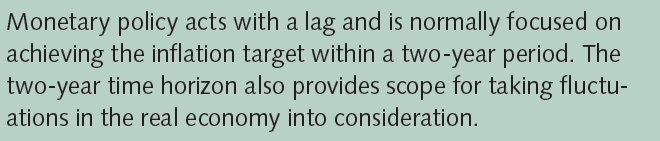 Monetary policy acts with a lag and is normally focused on
achieving the inflation target within a two-year period. The
two-year time horizon also provides scope for taking fluctu-
ations in the real economy into consideration.